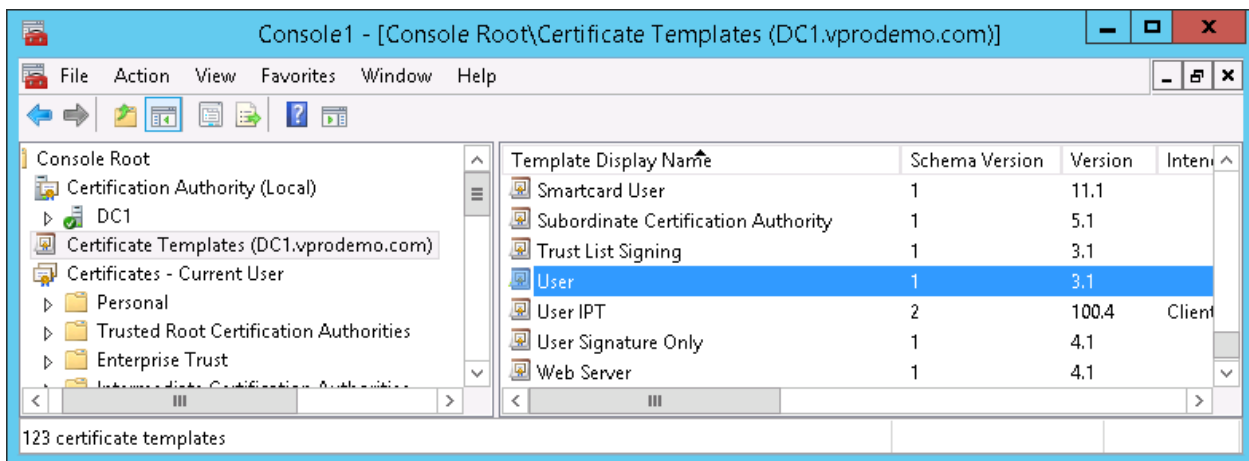 Console1 - [Console Root\Certificate Templates (DC1.vprodemo.com)]
File Action View Favorites Window Help
Console Root
Certification Authority (Local)
DC1
Certificate Templates (DC1.vprodemo.com)
Certificates - Current User
Personal
Trusted Root Certification Authorities
Enterprise Trust
Intermediate Certification Authorities
Template Display Name Schema Version Version Inten
Smartcard User 1 11.1
Subordinate Certification Authority 1 5.1
Trust List Signing 1 3.1
User 1 3.1
User IPT 2 100.4 Client
User Signature Only 1 4.1
Web Server 1 4.1
123 certificate templates